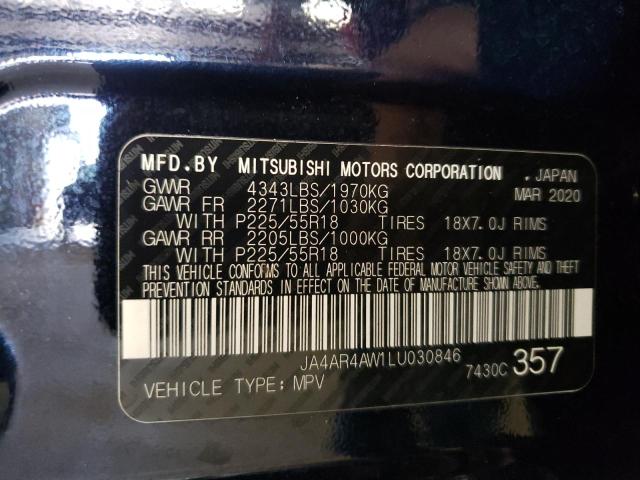 MFD.BY MITSUBISHI MOTORS CORPORATION . JAPAN
GWWR 4343LBS/1970KG MAR 2020
GAWR FR 2271LBS/1030KG
WITH P225/55R18 TIRES 18X7.0J RIMS
GAWR RR 2205LBS/1000KG
WITH P225/55R18 TIRES 18X7.0J RIMS
THIS VEHICLE CONFORMS TO ALL APPLICABLE FEDERAL MOTOR VEHICLE SAFETY AND THEFT
PREVENTION STANDARDS IN EFFECT ON THE DATE OF MANUFACTURE SHOWN ABOVE.
JA4AR4AW1LU030846 7430C 357
VEHICLE TYPE: MPV